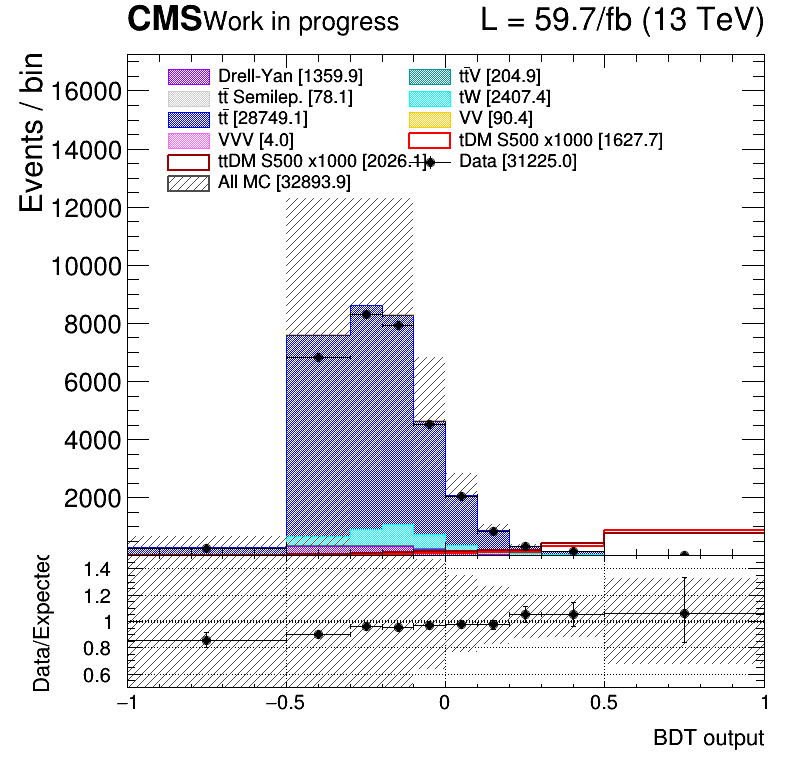 CMS Work in progress L = 59.7/fb (13 TeV)
Events / bin
Drell-Yan [1359.9]
tt̄V [204.9]
tt̄ Semilep. [78.1]
tW [2407.4]
tt̄ [28749.1]
VV [90.4]
VVV [4.0]
tDM S500 x1000 [1627.7]
ttDM S500 x1000 [2026.1]
Data [31225.0]
All MC [32893.9]
16000
14000
12000
10000
8000
6000
4000
2000
Data/Expected
1.4
1.2
1
0.8
0.6
−1 −0.5 0 0.5 1
BDT output